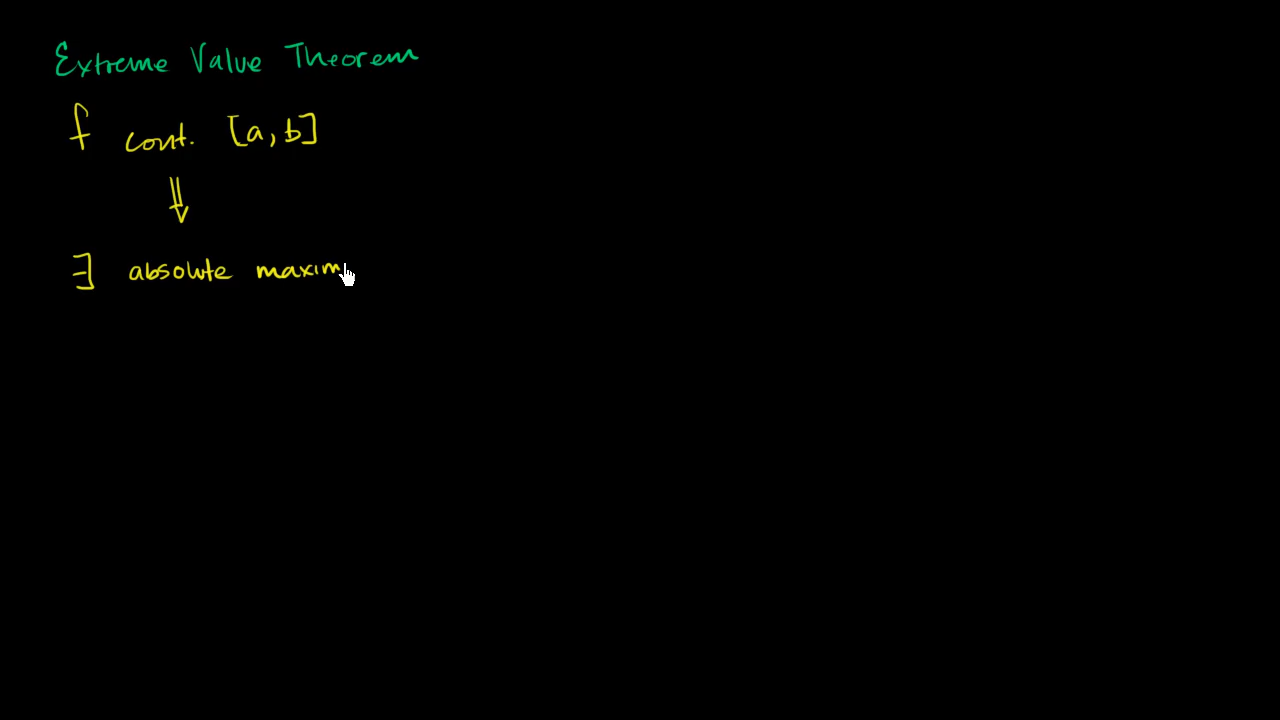 Extreme Value Theorem
f cont. [a, b]
⇓
∃ absolute maxim